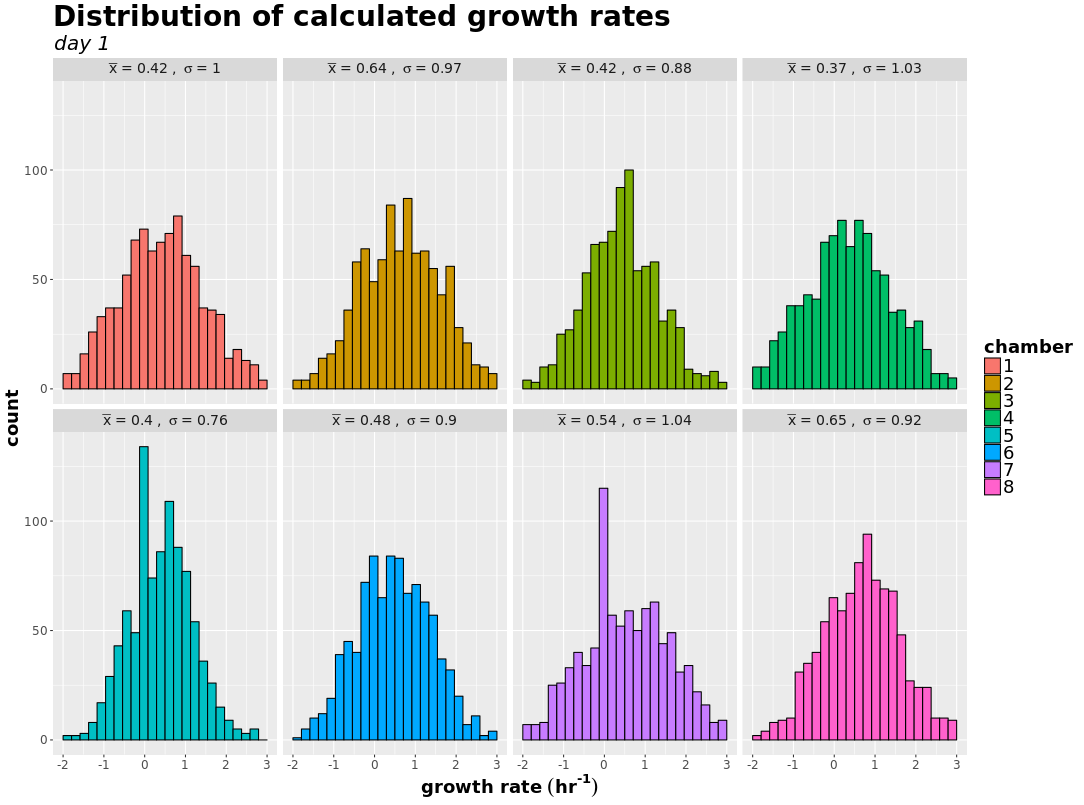 Distribution of calculated growth rates
day 1
x̅ = 0.42 , σ = 1
x̅ = 0.64 , σ = 0.97
x̅ = 0.42 , σ = 0.88
x̅ = 0.37 , σ = 1.03
100
50
0
count
x̅ = 0.4 , σ = 0.76
x̅ = 0.48 , σ = 0.9
x̅ = 0.54 , σ = 1.04
x̅ = 0.65 , σ = 0.92
100
50
0
-2 -1 0 1 2 3
-2 -1 0 1 2 3
-2 -1 0 1 2 3
-2 -1 0 1 2 3
growth rate (hr⁻¹)
chamber
1
2
3
4
5
6
7
8